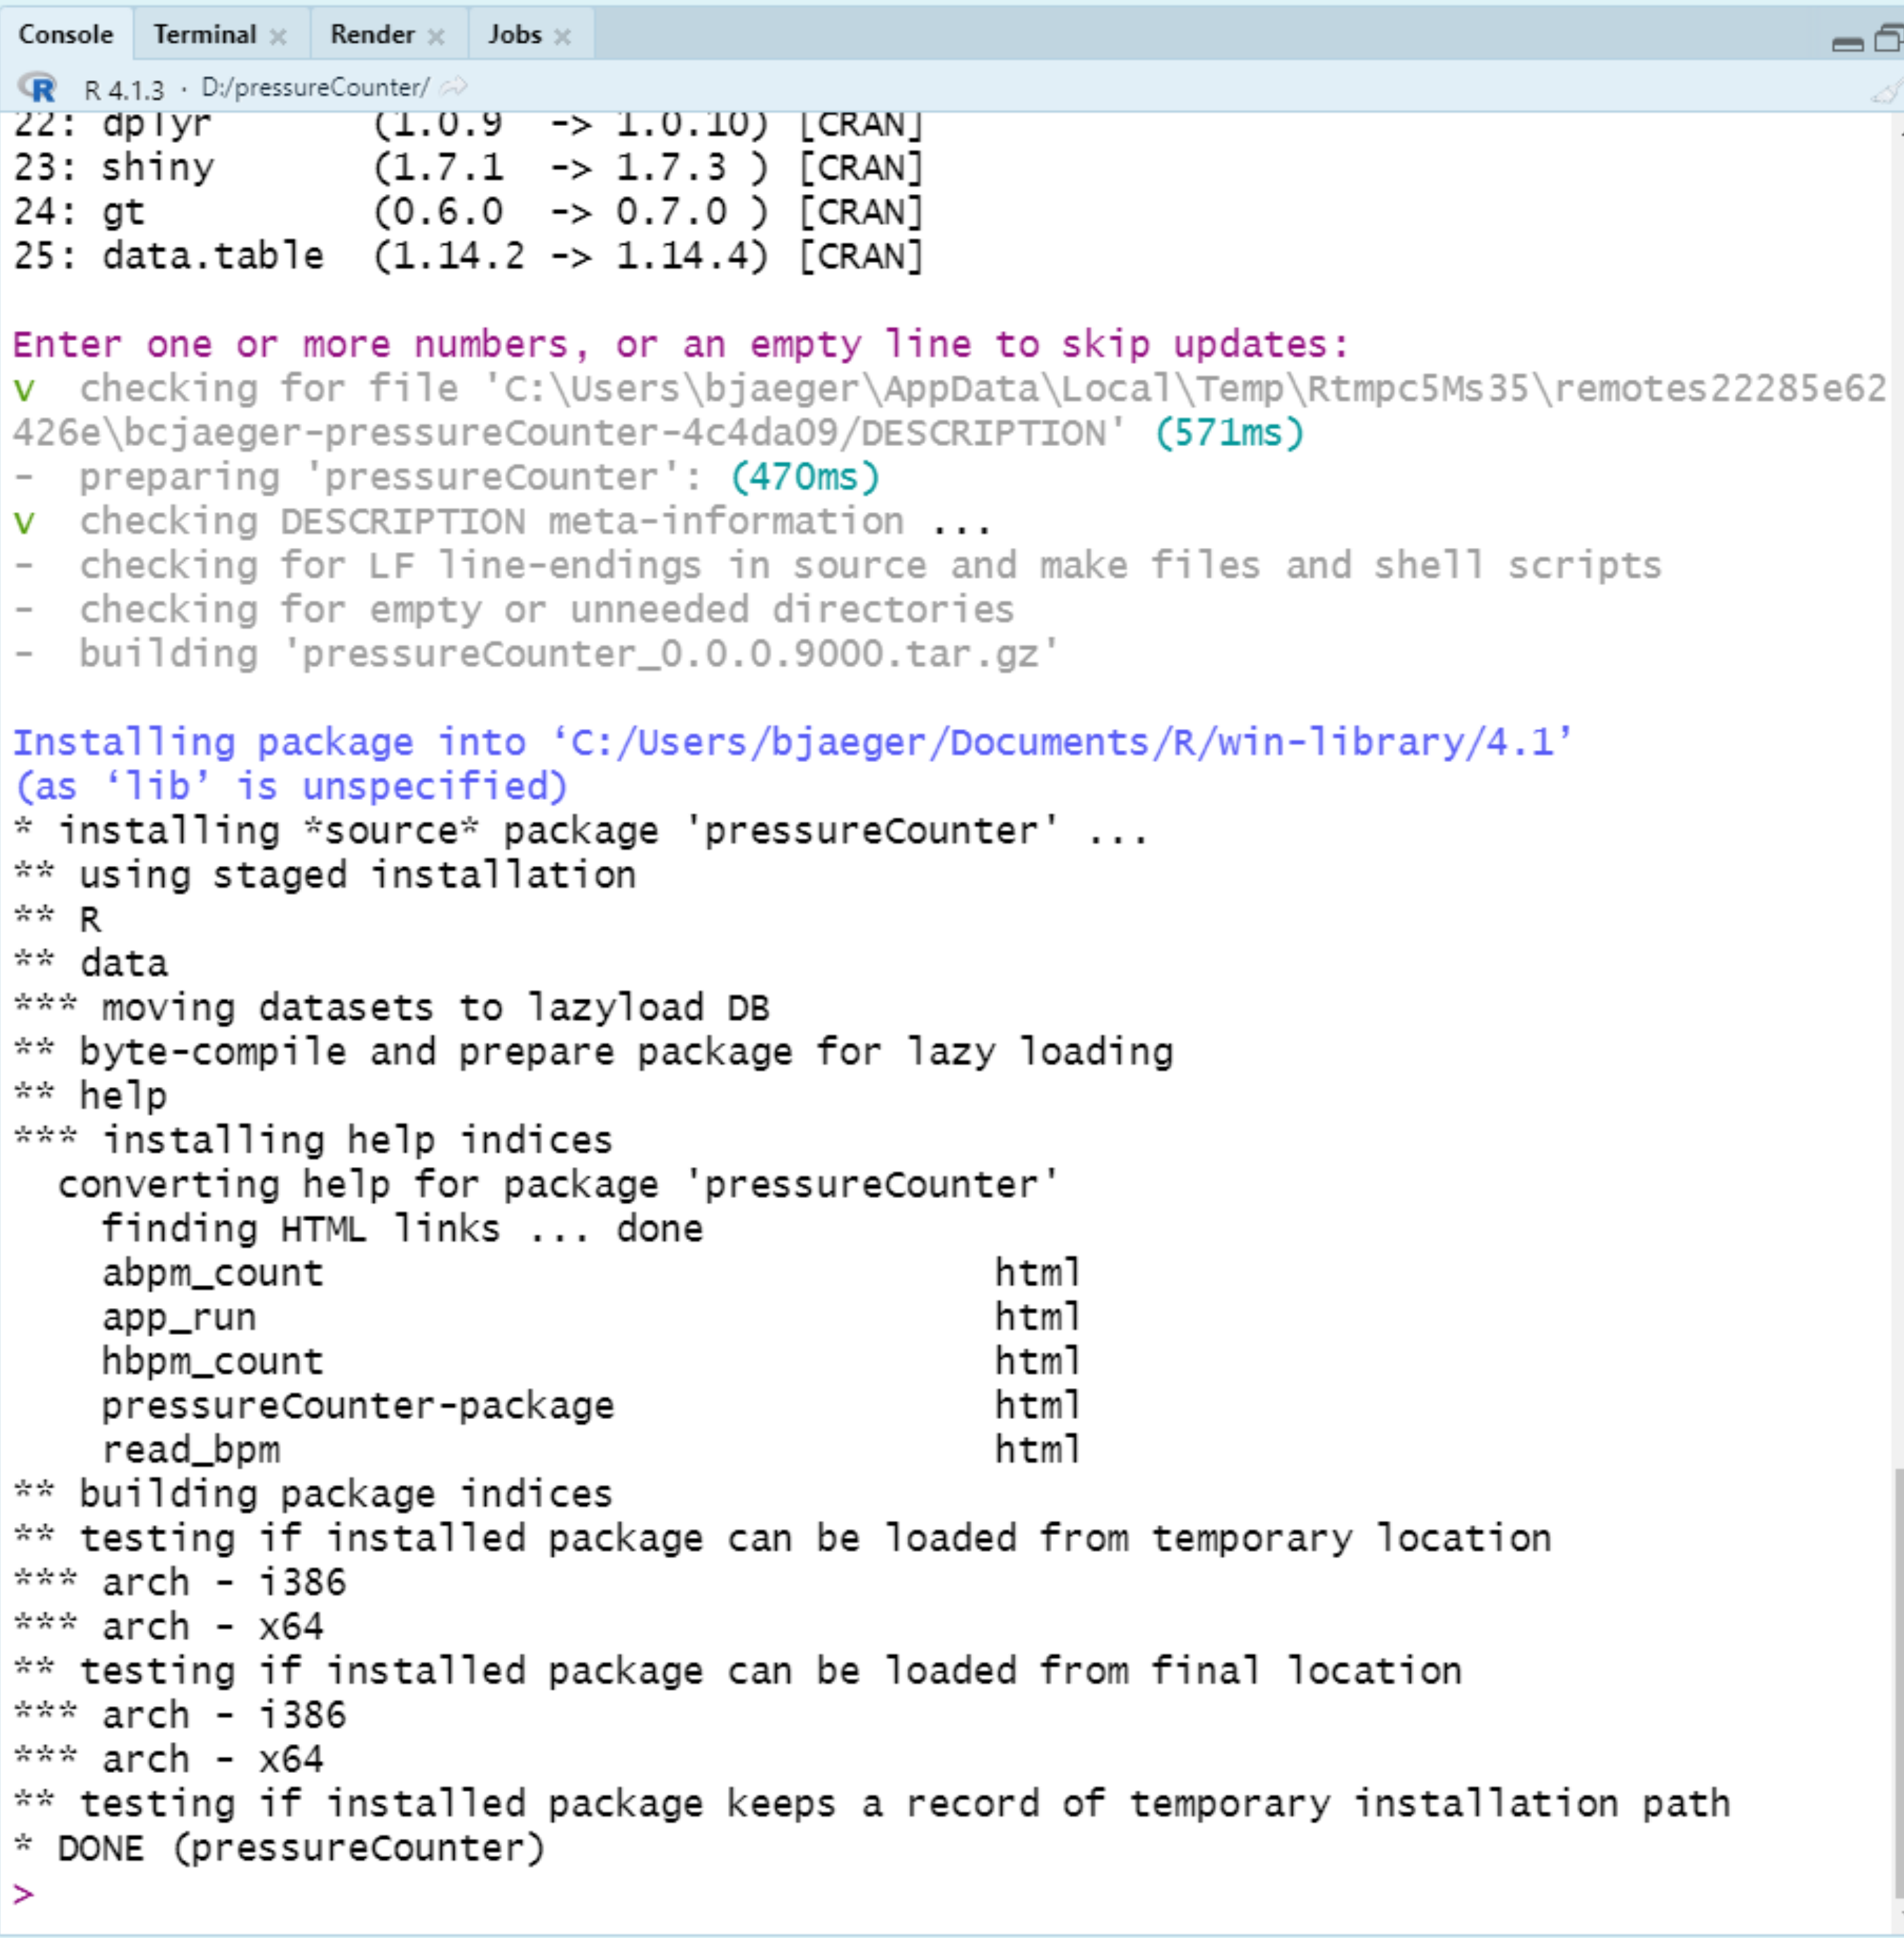 Console Terminal Render Jobs
R 4.1.3 · D:/pressureCounter/
22: dplyr (1.0.9 -> 1.0.10) [CRAN]
23: shiny (1.7.1 -> 1.7.3 ) [CRAN]
24: gt (0.6.0 -> 0.7.0 ) [CRAN]
25: data.table (1.14.2 -> 1.14.4) [CRAN]
Enter one or more numbers, or an empty line to skip updates:
v checking for file 'C:\Users\bjaeger\AppData\Local\Temp\Rtmpc5Ms35\remotes22285e62
426e\bcjaeger-pressureCounter-4c4da09/DESCRIPTION' (571ms)
- preparing 'pressureCounter': (470ms)
v checking DESCRIPTION meta-information ...
- checking for LF line-endings in source and make files and shell scripts
- checking for empty or unneeded directories
- building 'pressureCounter_0.0.0.9000.tar.gz'
Installing package into ‘C:/Users/bjaeger/Documents/R/win-library/4.1’
(as ‘lib’ is unspecified)
* installing *source* package 'pressureCounter' ...
** using staged installation
** R
** data
*** moving datasets to lazyload DB
** byte-compile and prepare package for lazy loading
** help
*** installing help indices
converting help for package 'pressureCounter'
finding HTML links ... done
abpm_count html
app_run html
hbpm_count html
pressureCounter-package html
read_bpm html
** building package indices
** testing if installed package can be loaded from temporary location
*** arch - i386
*** arch - x64
** testing if installed package can be loaded from final location
*** arch - i386
*** arch - x64
** testing if installed package keeps a record of temporary installation path
* DONE (pressureCounter)
>